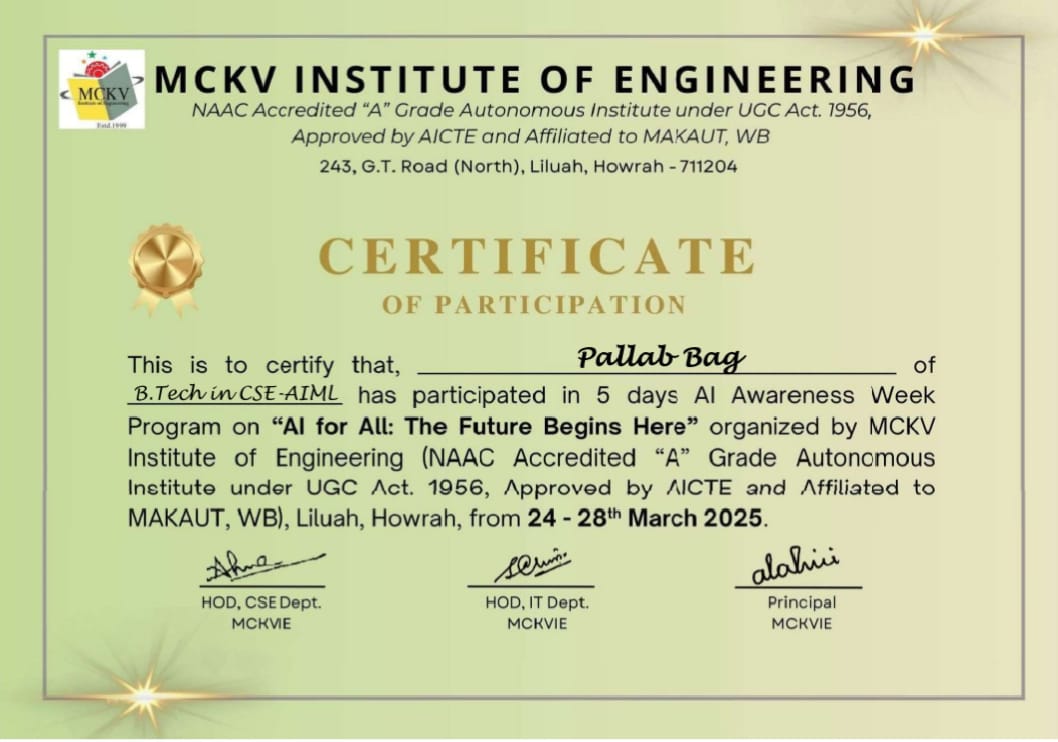 MCKV
Institute of Engineering
Estd.1999
MCKV INSTITUTE OF ENGINEERING
NAAC Accredited “A” Grade Autonomous Institute under UGC Act. 1956,
Approved by AICTE and Affiliated to MAKAUT, WB
243, G.T. Road (North), Liluah, Howrah - 711204
CERTIFICATE
OF PARTICIPATION
This is to certify that, Pallab Bag of
B.Tech in CSE-AIML has participated in 5 days AI Awareness Week
Program on “AI for All: The Future Begins Here” organized by MCKV
Institute of Engineering (NAAC Accredited “A” Grade Autonomous
Institute under UGC Act. 1956, Approved by AICTE and Affiliated to
MAKAUT, WB), Liluah, Howrah, from 24 - 28th March 2025.
HOD, CSE Dept.
MCKVIE
HOD, IT Dept.
MCKVIE
Principal
MCKVIE